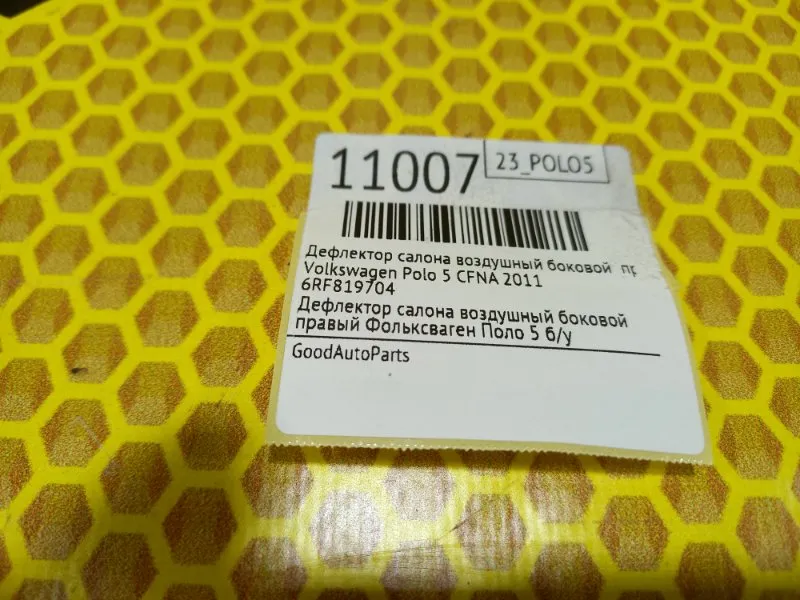 11007 23_POLO5
Дефлектор салона воздушный боковой пр
Volkswagen Polo 5 CFNA 2011
6RF819704
Дефлектор салона воздушный боковой
правый Фольксваген Поло 5 б/у
GoodAutoParts